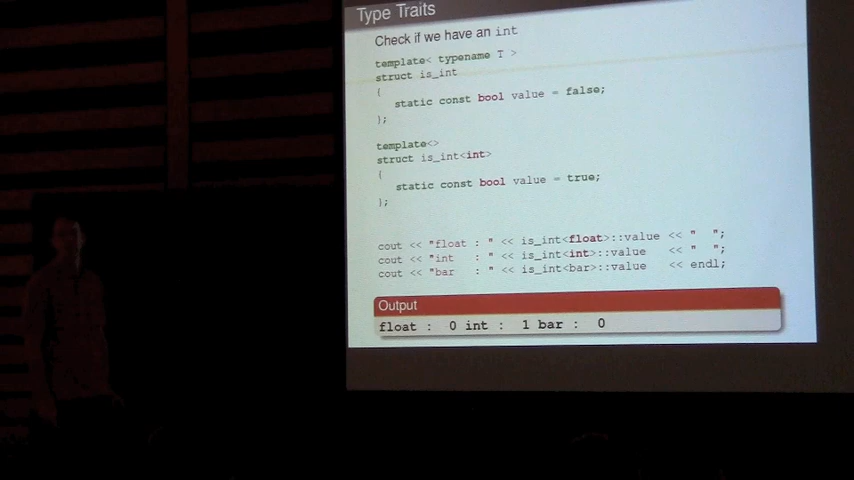 Type Traits
Check if we have an int
template< typename T >
struct is_int
{
static const bool value = false;
};
template<>
struct is_int<int>
{
static const bool value = true;
};
cout << "float : " << is_int<float>::value << "  ";
cout << "int   : " << is_int<int>::value   << "  ";
cout << "bar   : " << is_int<bar>::value   << endl;
Output
float :  0 int :  1 bar :  0